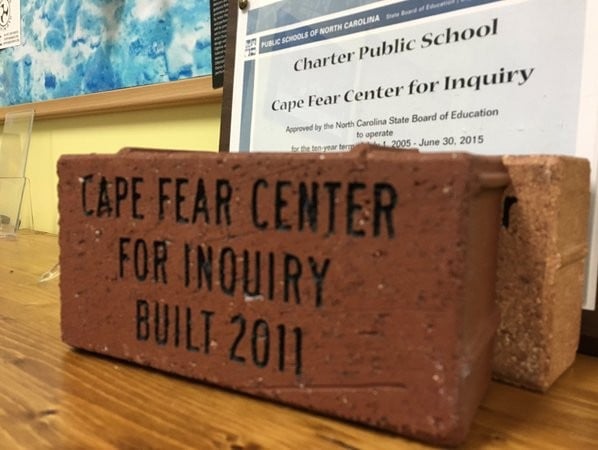 PUBLIC SCHOOLS OF NORTH CAROLINA State Board of Education
Charter Public School
Cape Fear Center for Inquiry
Approved by the North Carolina State Board of Education
to operate
for the ten-year term 1, 2005 - June 30, 2015
CAPE FEAR CENTER
FOR INQUIRY
BUILT 2011
r